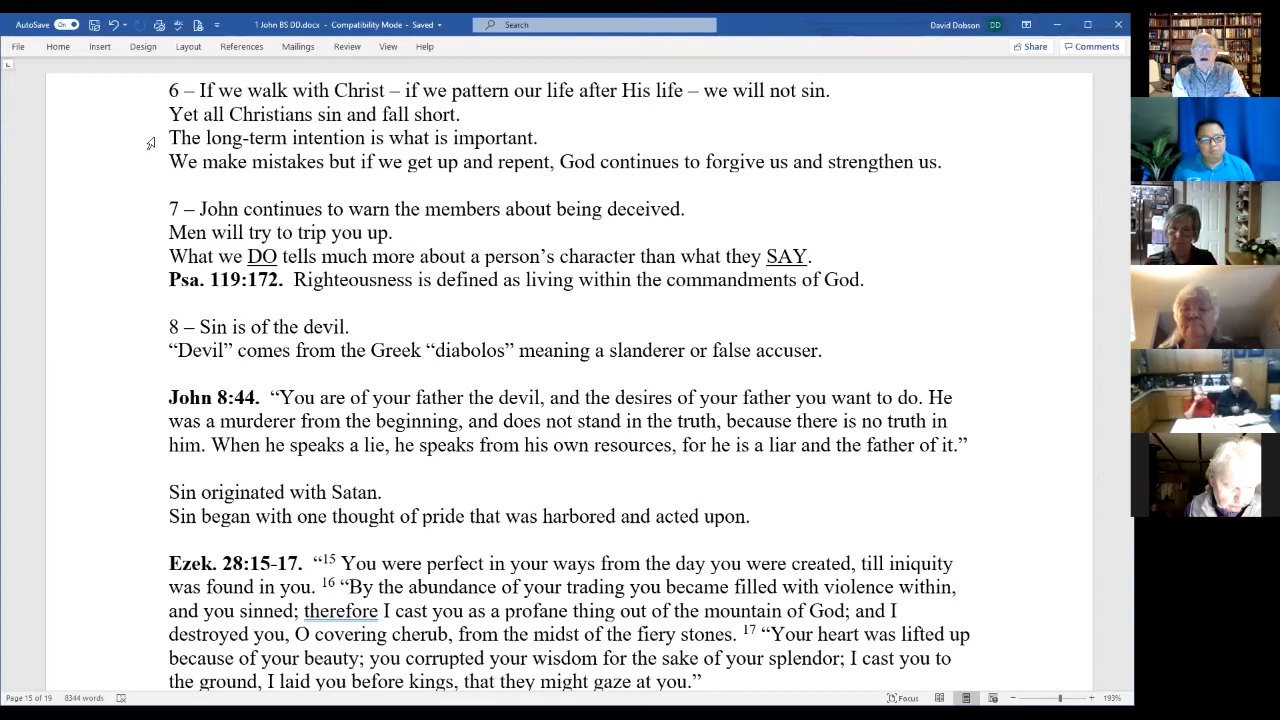 AutoSave On 1 John BS DD.docx - Compatibility Mode - Saved Search David Dobson DD
File Home Insert Design Layout References Mailings Review View Help Share Comments
6 – If we walk with Christ – if we pattern our life after His life – we will not sin.
Yet all Christians sin and fall short.
The long-term intention is what is important.
We make mistakes but if we get up and repent, God continues to forgive us and strengthen us.
7 – John continues to warn the members about being deceived.
Men will try to trip you up.
What we DO tells much more about a person’s character than what they SAY.
Psa. 119:172. Righteousness is defined as living within the commandments of God.
8 – Sin is of the devil.
“Devil” comes from the Greek “diabolos” meaning a slanderer or false accuser.
John 8:44. “You are of your father the devil, and the desires of your father you want to do. He
was a murderer from the beginning, and does not stand in the truth, because there is no truth in
him. When he speaks a lie, he speaks from his own resources, for he is a liar and the father of it.”
Sin originated with Satan.
Sin began with one thought of pride that was harbored and acted upon.
Ezek. 28:15-17. “15 You were perfect in your ways from the day you were created, till iniquity
was found in you. 16 “By the abundance of your trading you became filled with violence within,
and you sinned; therefore I cast you as a profane thing out of the mountain of God; and I
destroyed you, O covering cherub, from the midst of the fiery stones. 17 “Your heart was lifted up
because of your beauty; you corrupted your wisdom for the sake of your splendor; I cast you to
the ground, I laid you before kings, that they might gaze at you.”
Page 15 of 19 8344 words Focus 193%